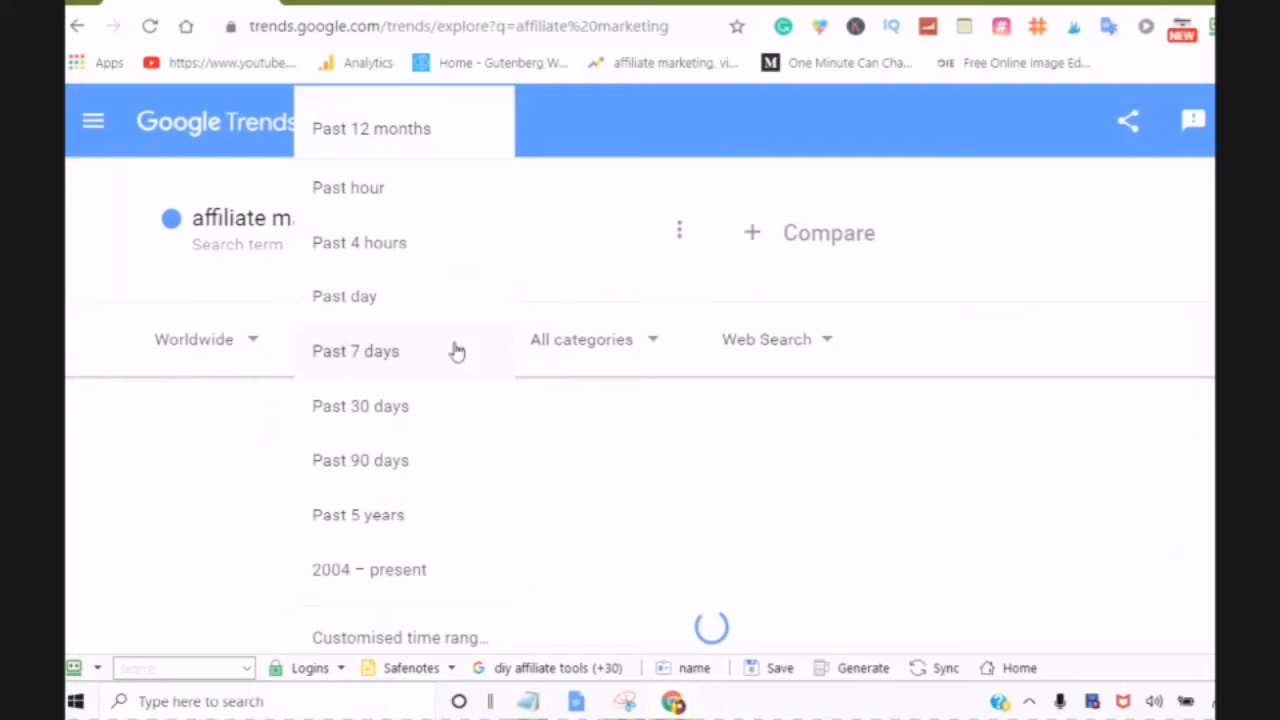 trends.google.com/trends/explore?q=affiliate%20marketing
NEW
Apps
https://www.youtube....
Analytics
Home - Gutenberg W...
affiliate marketing, vi...
M
One Minute Can Cha...
OIE
Free Online Image Ed...
Google Trends
Past 12 months
Past hour
affiliate ma
Search term
Past 4 hours
+ Compare
Past day
Worldwide
Past 7 days
All categories
Web Search
Past 30 days
Past 90 days
Past 5 years
2004 – present
Customised time rang...
Search
Logins
Safenotes
diy affiliate tools (+30)
name
Save
Generate
Sync
Home
Type here to search